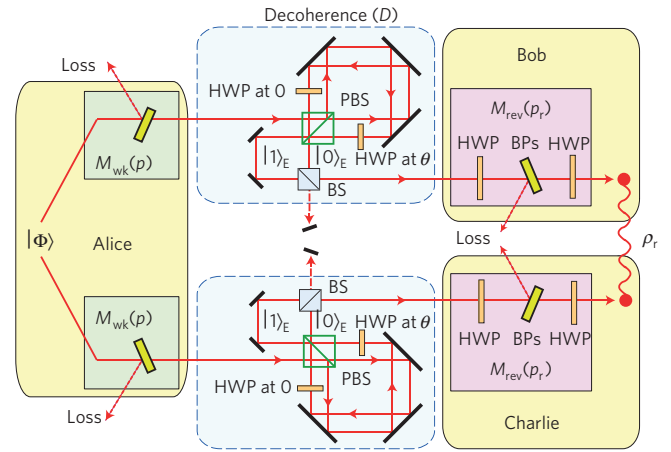 Decoherence (D)
Bob
Loss
HWP at 0
PBS
M_rev(p_r)
HWP BPs HWP
M_wk(p)
|1⟩_E |0⟩_E HWP at θ
BS
|Φ⟩ Alice
Loss
ρ_r
BS
M_wk(p)
|1⟩_E |0⟩_E HWP at θ
HWP BPs HWP
PBS
HWP at 0
M_rev(p_r)
Loss
Charlie